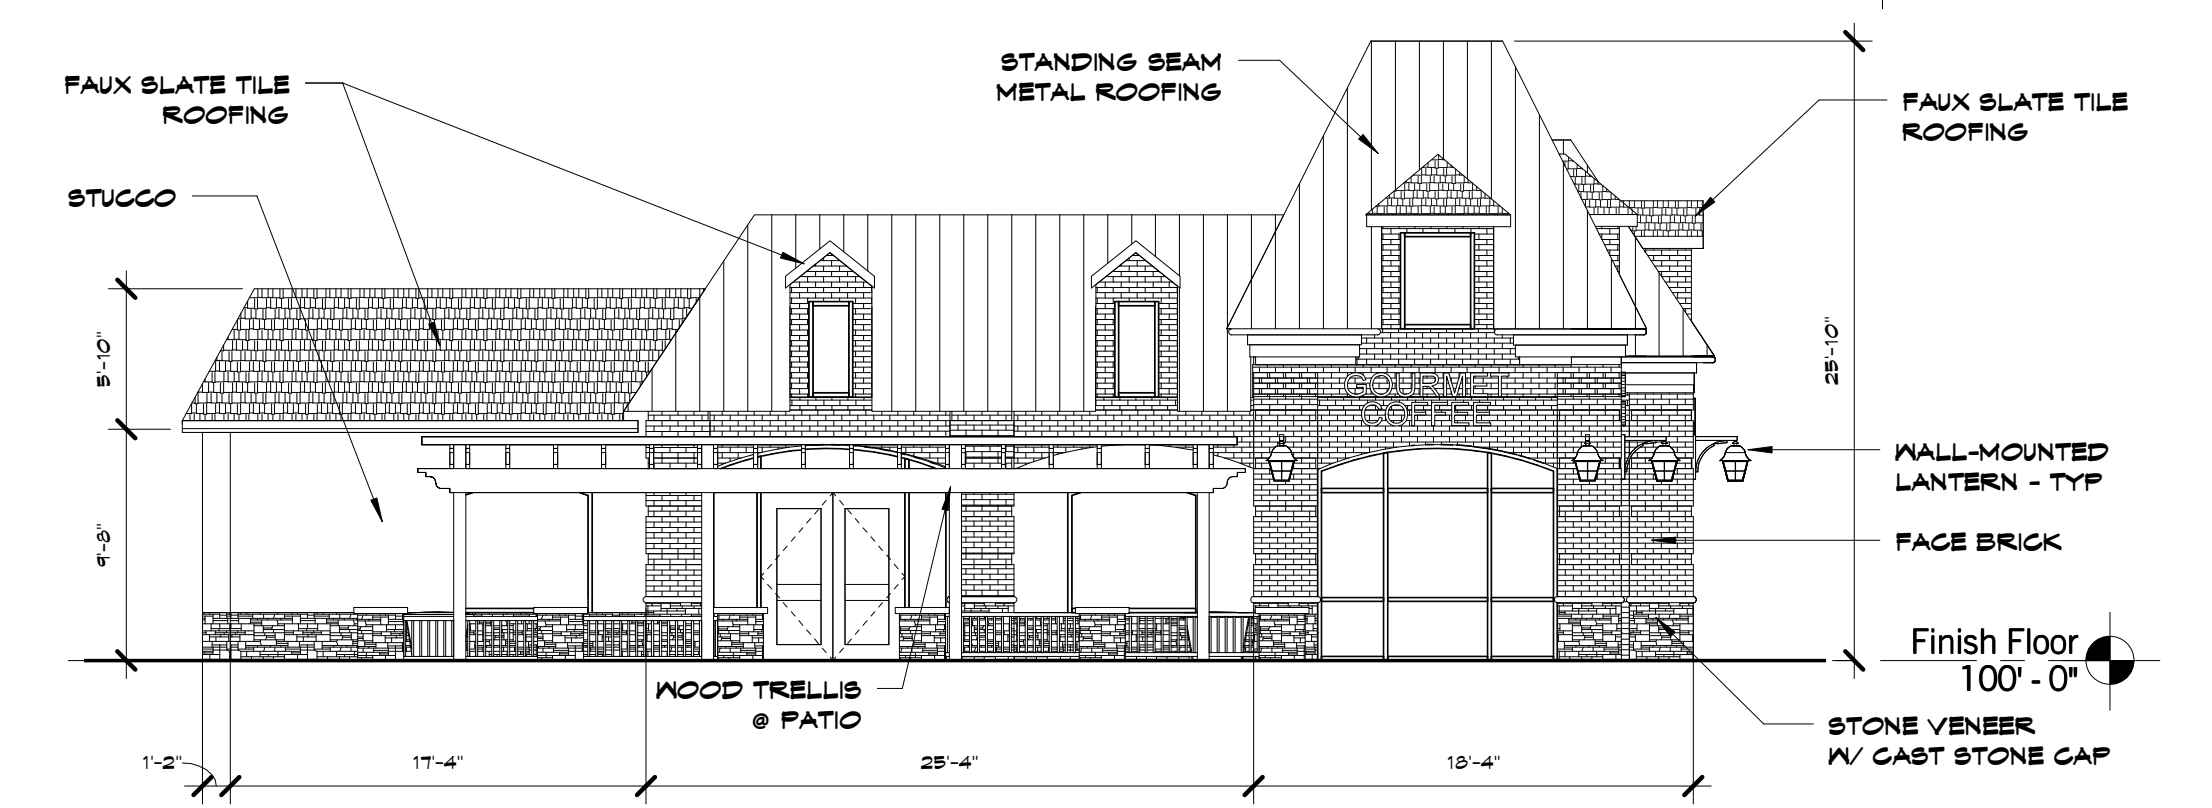 STANDING SEAM
METAL ROOFING
FAUX SLATE TILE
ROOFING
FAUX SLATE TILE
ROOFING
STUCCO
5'-10"
25'-10"
GOURMET
COFFEE
WALL-MOUNTED
LANTERN - TYP
9'-8"
FACE BRICK
Finish Floor
100' - 0"
WOOD TRELLIS
@ PATIO
STONE VENEER
W/ CAST STONE CAP
1'-2"
17'-4"
25'-4"
18'-4"